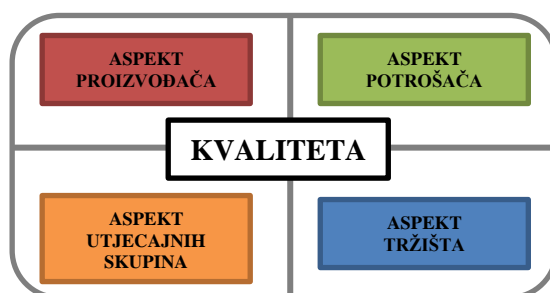 ASPEKT
PROIZVOĐAČA
ASPEKT
POTROŠAČA
KVALITETA
ASPEKT
UTJECAJNIH
SKUPINA
ASPEKT
TRŽIŠTA